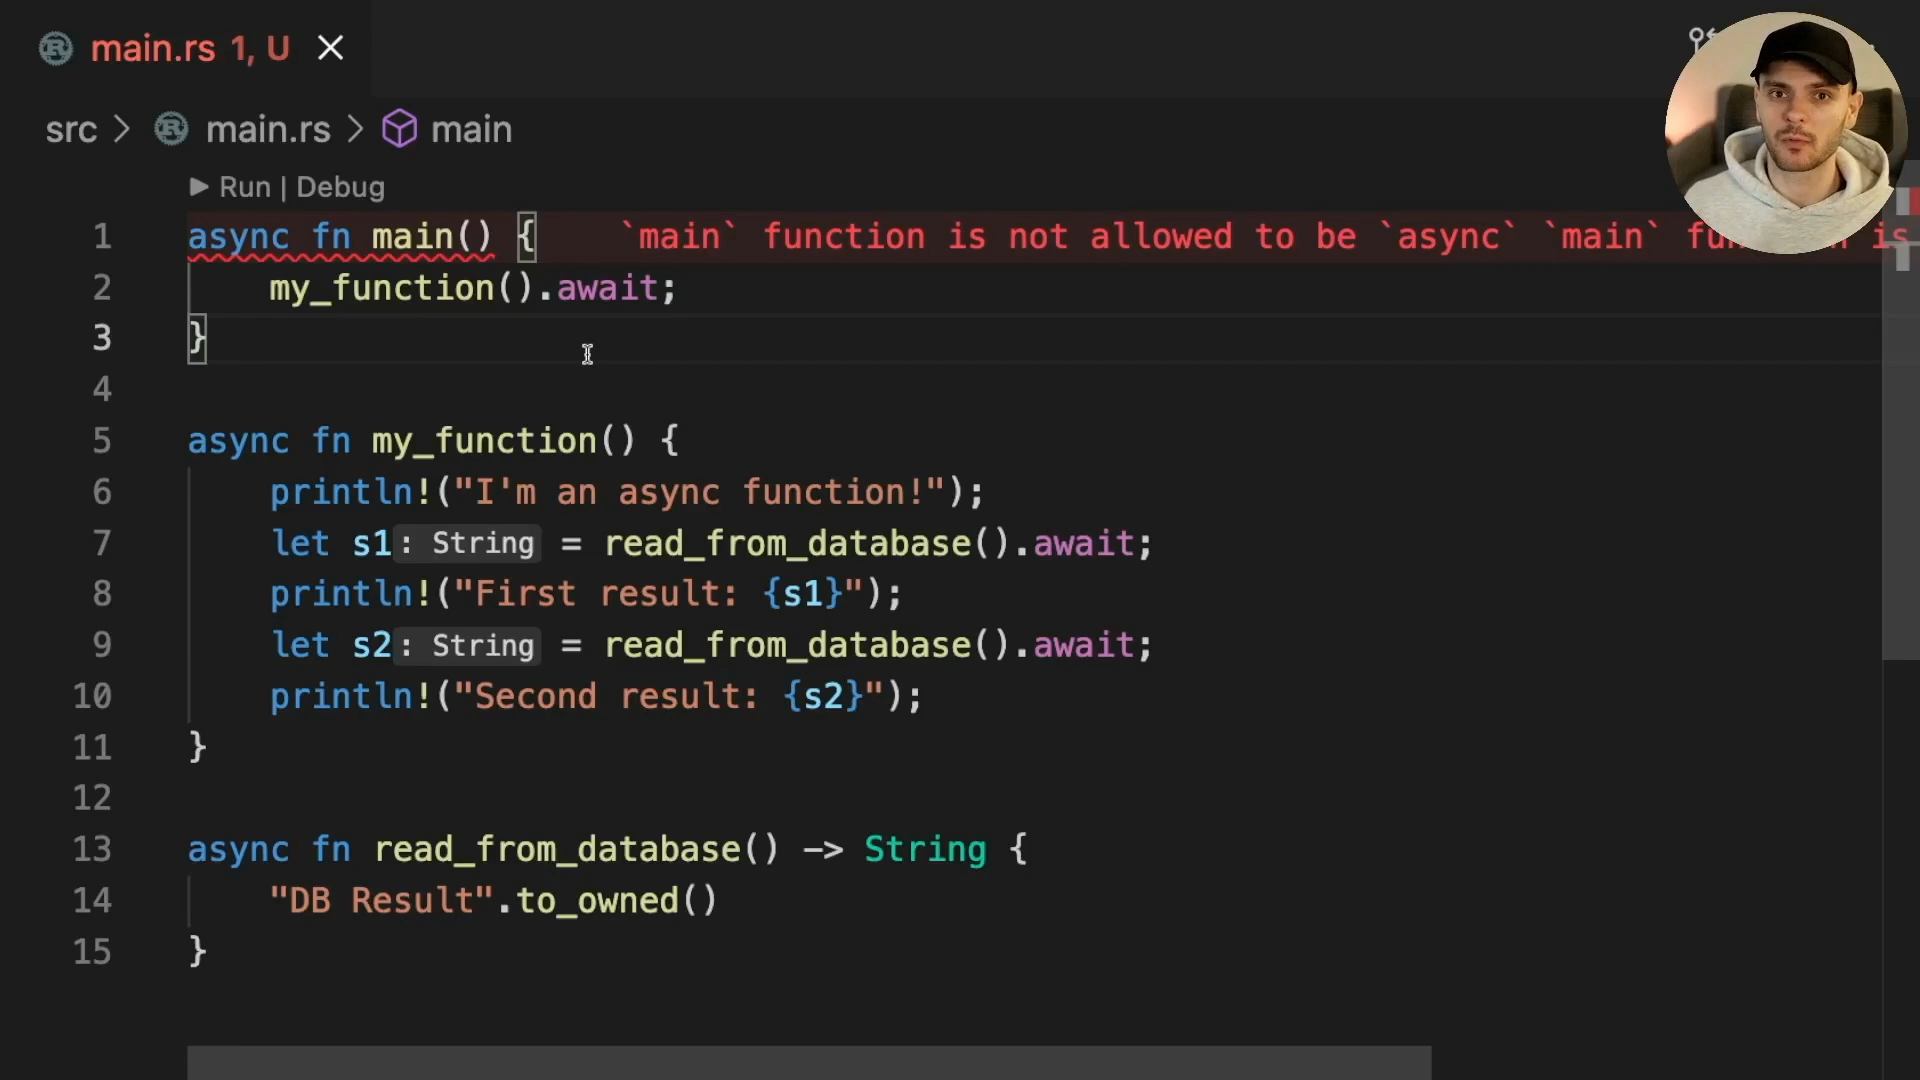 main.rs 1, U
src > main.rs > main
Run | Debug
1 async fn main() { `main` function is not allowed to be `async` `main` is
2 my_function().await;
3 }
4
5 async fn my_function() {
6 println!("I'm an async function!");
7 let s1: String = read_from_database().await;
8 println!("First result: {s1}");
9 let s2: String = read_from_database().await;
10 println!("Second result: {s2}");
11 }
12
13 async fn read_from_database() -> String {
14 "DB Result".to_owned()
15 }